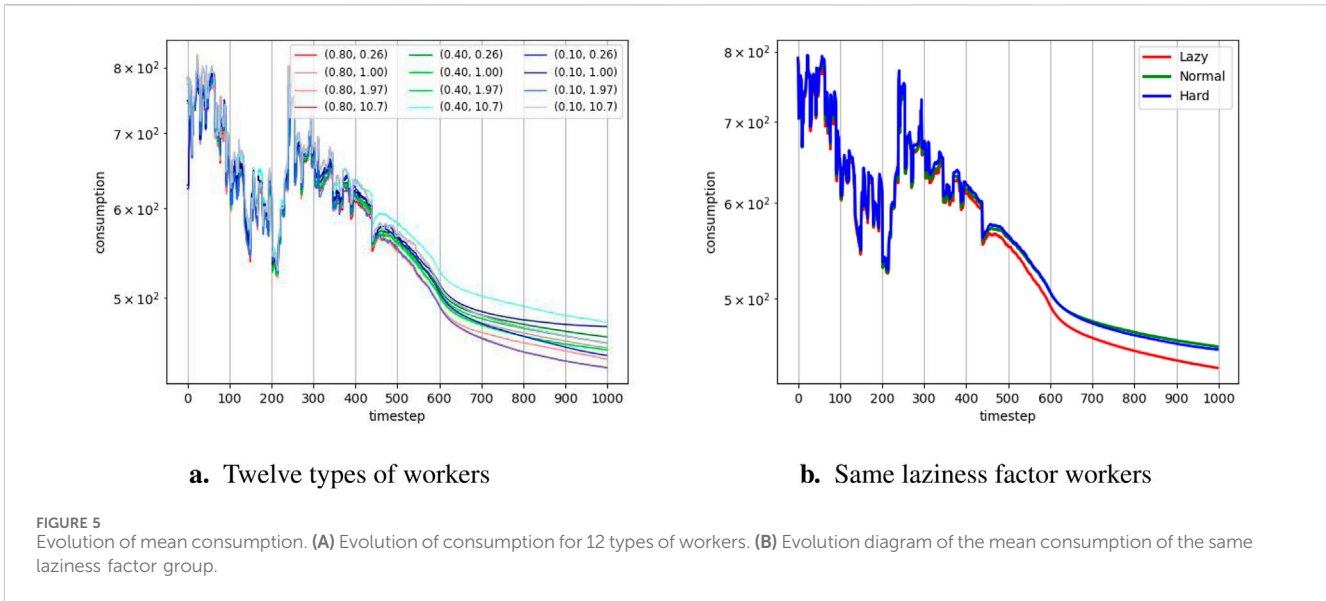 (0.80, 0.26) (0.40, 0.26) (0.10, 0.26)
(0.80, 1.00) (0.40, 1.00) (0.10, 1.00)
(0.80, 1.97) (0.40, 1.97) (0.10, 1.97)
(0.80, 10.7) (0.40, 10.7) (0.10, 10.7)
8 × 10²
7 × 10²
6 × 10²
5 × 10²
consumption
0 100 200 300 400 500 600 700 800 900 1000
timestep
a. Twelve types of workers
Lazy
Normal
Hard
8 × 10²
7 × 10²
6 × 10²
5 × 10²
consumption
0 100 200 300 400 500 600 700 800 900 1000
timestep
b. Same laziness factor workers
FIGURE 5
Evolution of mean consumption. (A) Evolution of consumption for 12 types of workers. (B) Evolution diagram of the mean consumption of the same
laziness factor group.